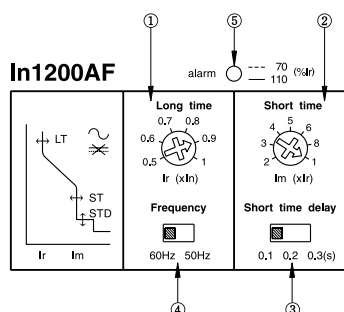 ① ⑤ ②
In1200AF alarm --- 70 (%Ir)
— 110
Long time
0.5 0.6 0.7 0.8 0.9 1
Ir (xIn)
Short time
2 3 4 5 6 8 1
Im (xIr)
LT
ST
STD
Ir Im
Frequency
60Hz 50Hz
Short time delay
0.1 0.2 0.3(s)
④ ③